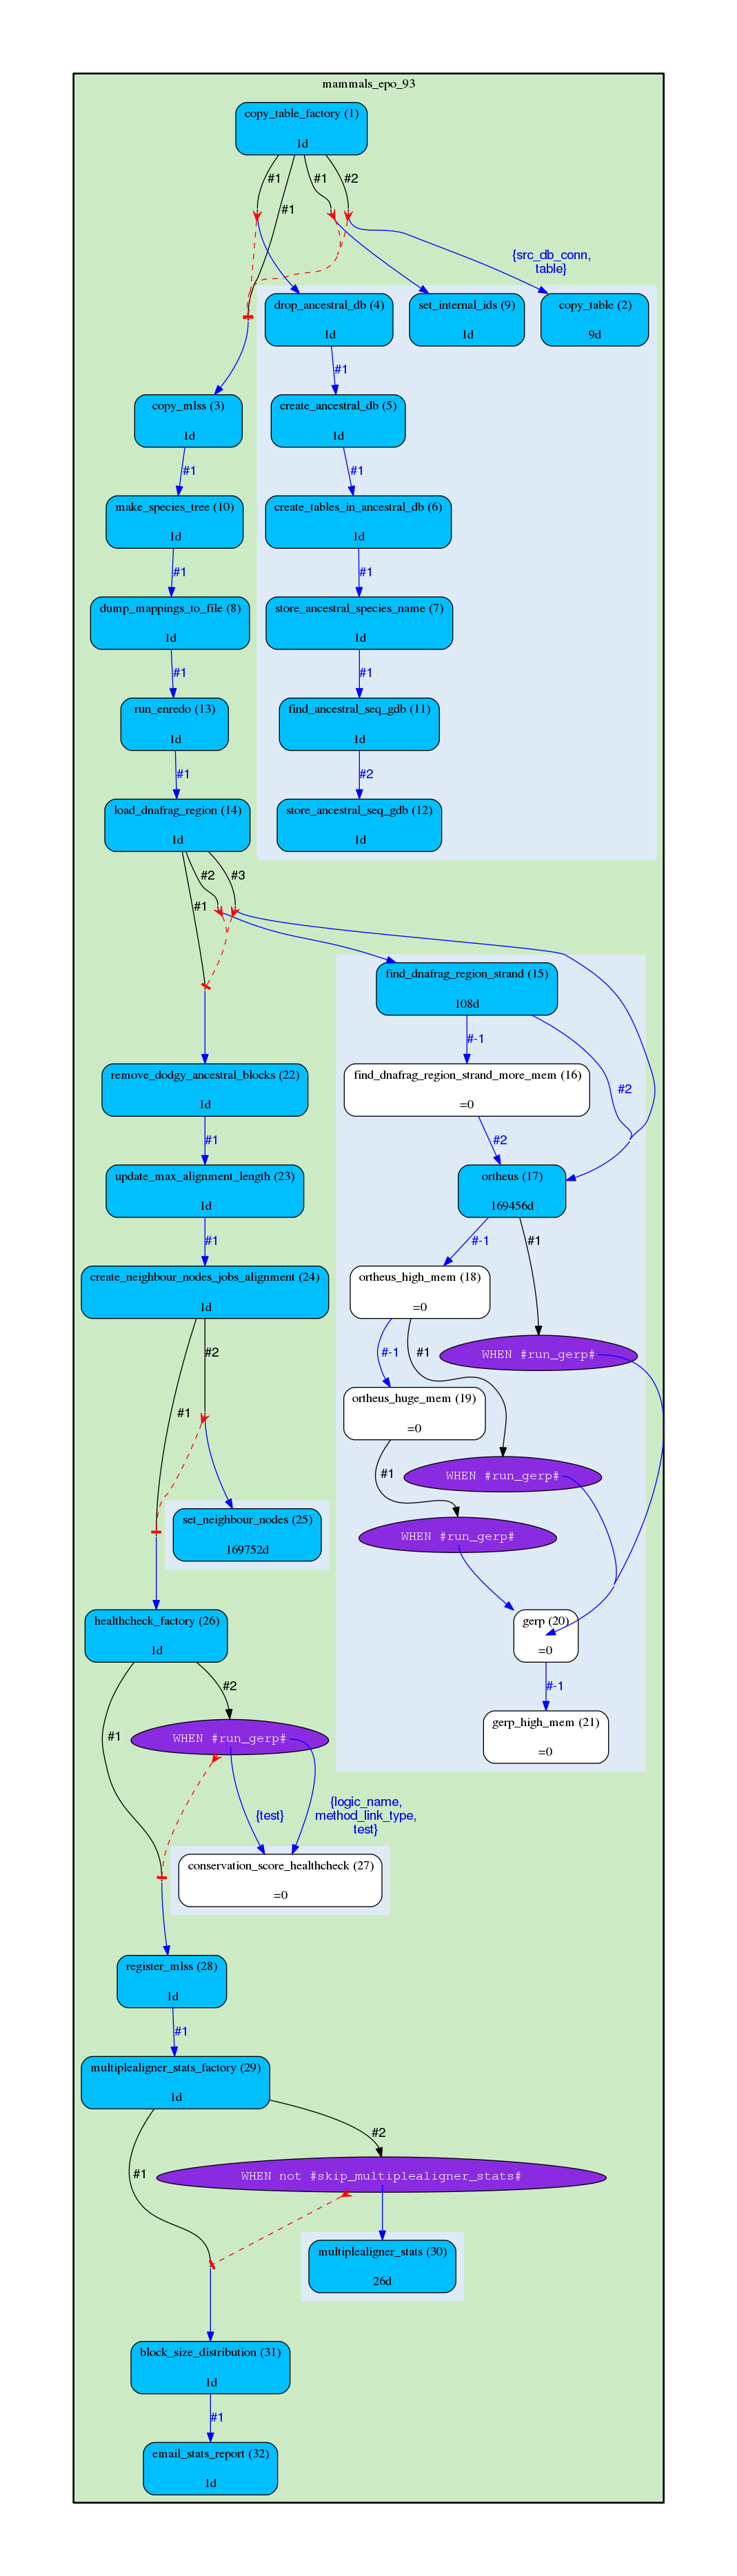 mammals_epo_93
copy_table_factory (1)
1d
#1
#1
#2
#1
{src_db_conn,
table}
drop_ancestral_db (4)
1d
set_internal_ids (9)
1d
copy_table (2)
9d
#1
copy_mlss (3)
1d
create_ancestral_db (5)
1d
#1
#1
make_species_tree (10)
1d
create_tables_in_ancestral_db (6)
1d
#1
#1
dump_mappings_to_file (8)
1d
store_ancestral_species_name (7)
1d
#1
#1
run_enredo (13)
1d
find_ancestral_seq_gdb (11)
1d
#1
#2
load_dnafrag_region (14)
1d
store_ancestral_seq_gdb (12)
1d
#2
#3
#1
find_dnafrag_region_strand (15)
108d
#-1
remove_dodgy_ancestral_blocks (22)
1d
find_dnafrag_region_strand_more_mem (16)
=0
#2
#1
#2
update_max_alignment_length (23)
1d
ortheus (17)
169456d
#1
#-1
#1
create_neighbour_nodes_jobs_alignment (24)
1d
ortheus_high_mem (18)
=0
#2
#-1
#1
WHEN #run_gerp#
#1
ortheus_huge_mem (19)
=0
#1
WHEN #run_gerp#
set_neighbour_nodes (25)
169752d
WHEN #run_gerp#
healthcheck_factory (26)
1d
gerp (20)
=0
#2
#-1
#1
WHEN #run_gerp#
gerp_high_mem (21)
=0
{test}
{logic_name,
method_link_type,
test}
conservation_score_healthcheck (27)
=0
register_mlss (28)
1d
#1
multiplealigner_stats_factory (29)
1d
#2
#1
WHEN not #skip_multiplealigner_stats#
multiplealigner_stats (30)
26d
block_size_distribution (31)
1d
#1
email_stats_report (32)
1d